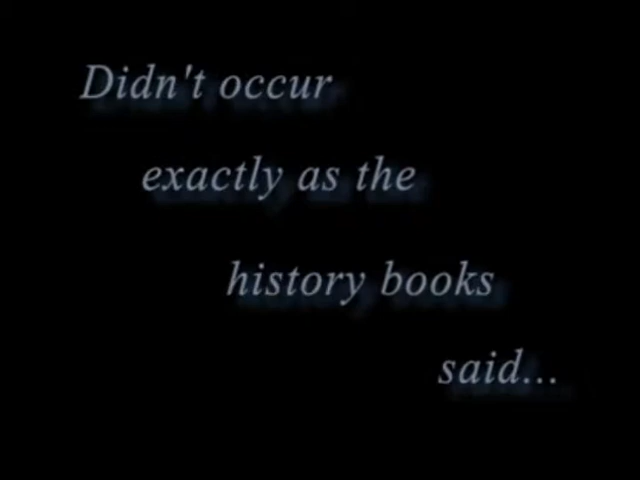 Didn't occur
exactly as the
history books
said...